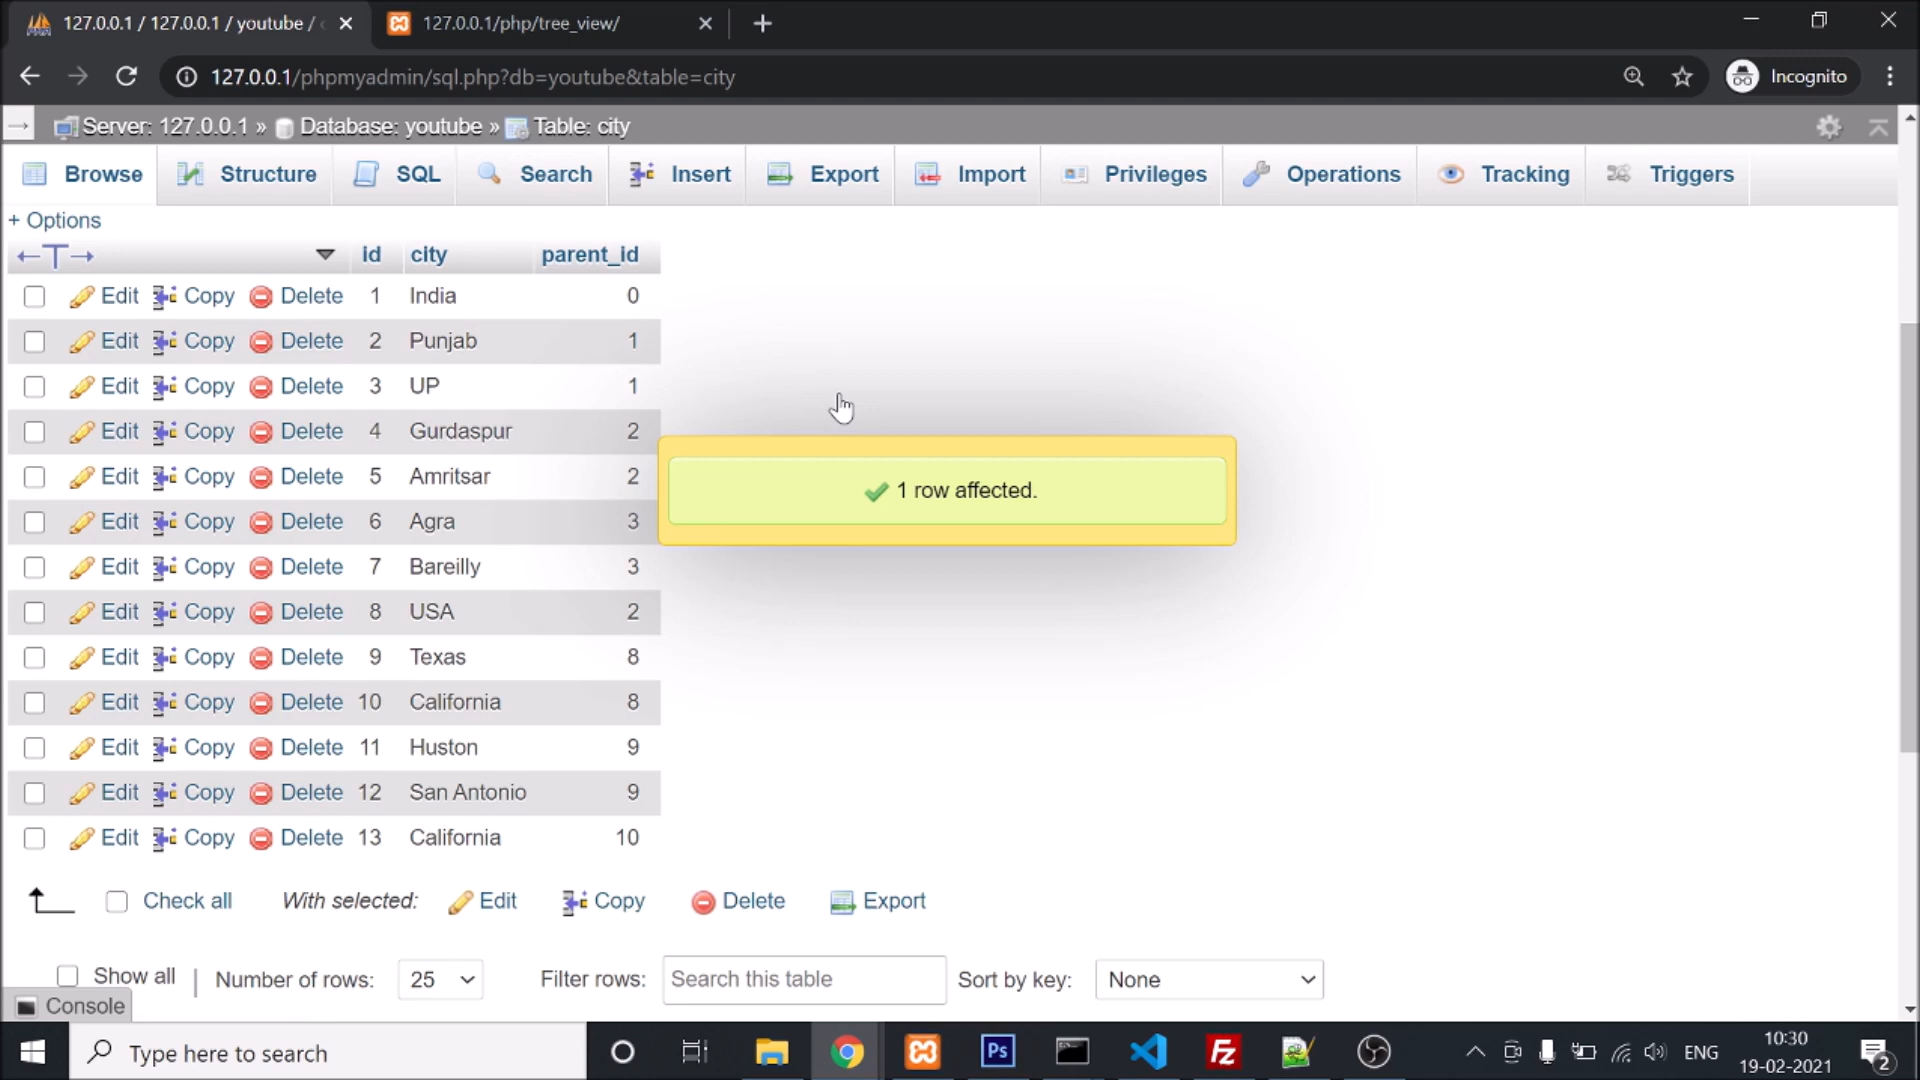 127.0.0.1 / 127.0.0.1 / youtube /
127.0.0.1/php/tree_view/
127.0.0.1/phpmyadmin/sql.php?db=youtube&table=city
Incognito
Server: 127.0.0.1 » Database: youtube » Table: city
Browse Structure SQL Search Insert Export Import Privileges Operations Tracking Triggers
+ Options
←T→ id city parent_id
Edit Copy Delete 1 India 0
Edit Copy Delete 2 Punjab 1
Edit Copy Delete 3 UP 1
Edit Copy Delete 4 Gurdaspur 2
Edit Copy Delete 5 Amritsar 2
1 row affected.
Edit Copy Delete 6 Agra 3
Edit Copy Delete 7 Bareilly 3
Edit Copy Delete 8 USA 2
Edit Copy Delete 9 Texas 8
Edit Copy Delete 10 California 8
Edit Copy Delete 11 Huston 9
Edit Copy Delete 12 San Antonio 9
Edit Copy Delete 13 California 10
Check all With selected: Edit Copy Delete Export
Show all | Number of rows: 25 Filter rows: Search this table Sort by key: None
Console
Type here to search
Ps
Fz
ENG
10:30
19-02-2021
2